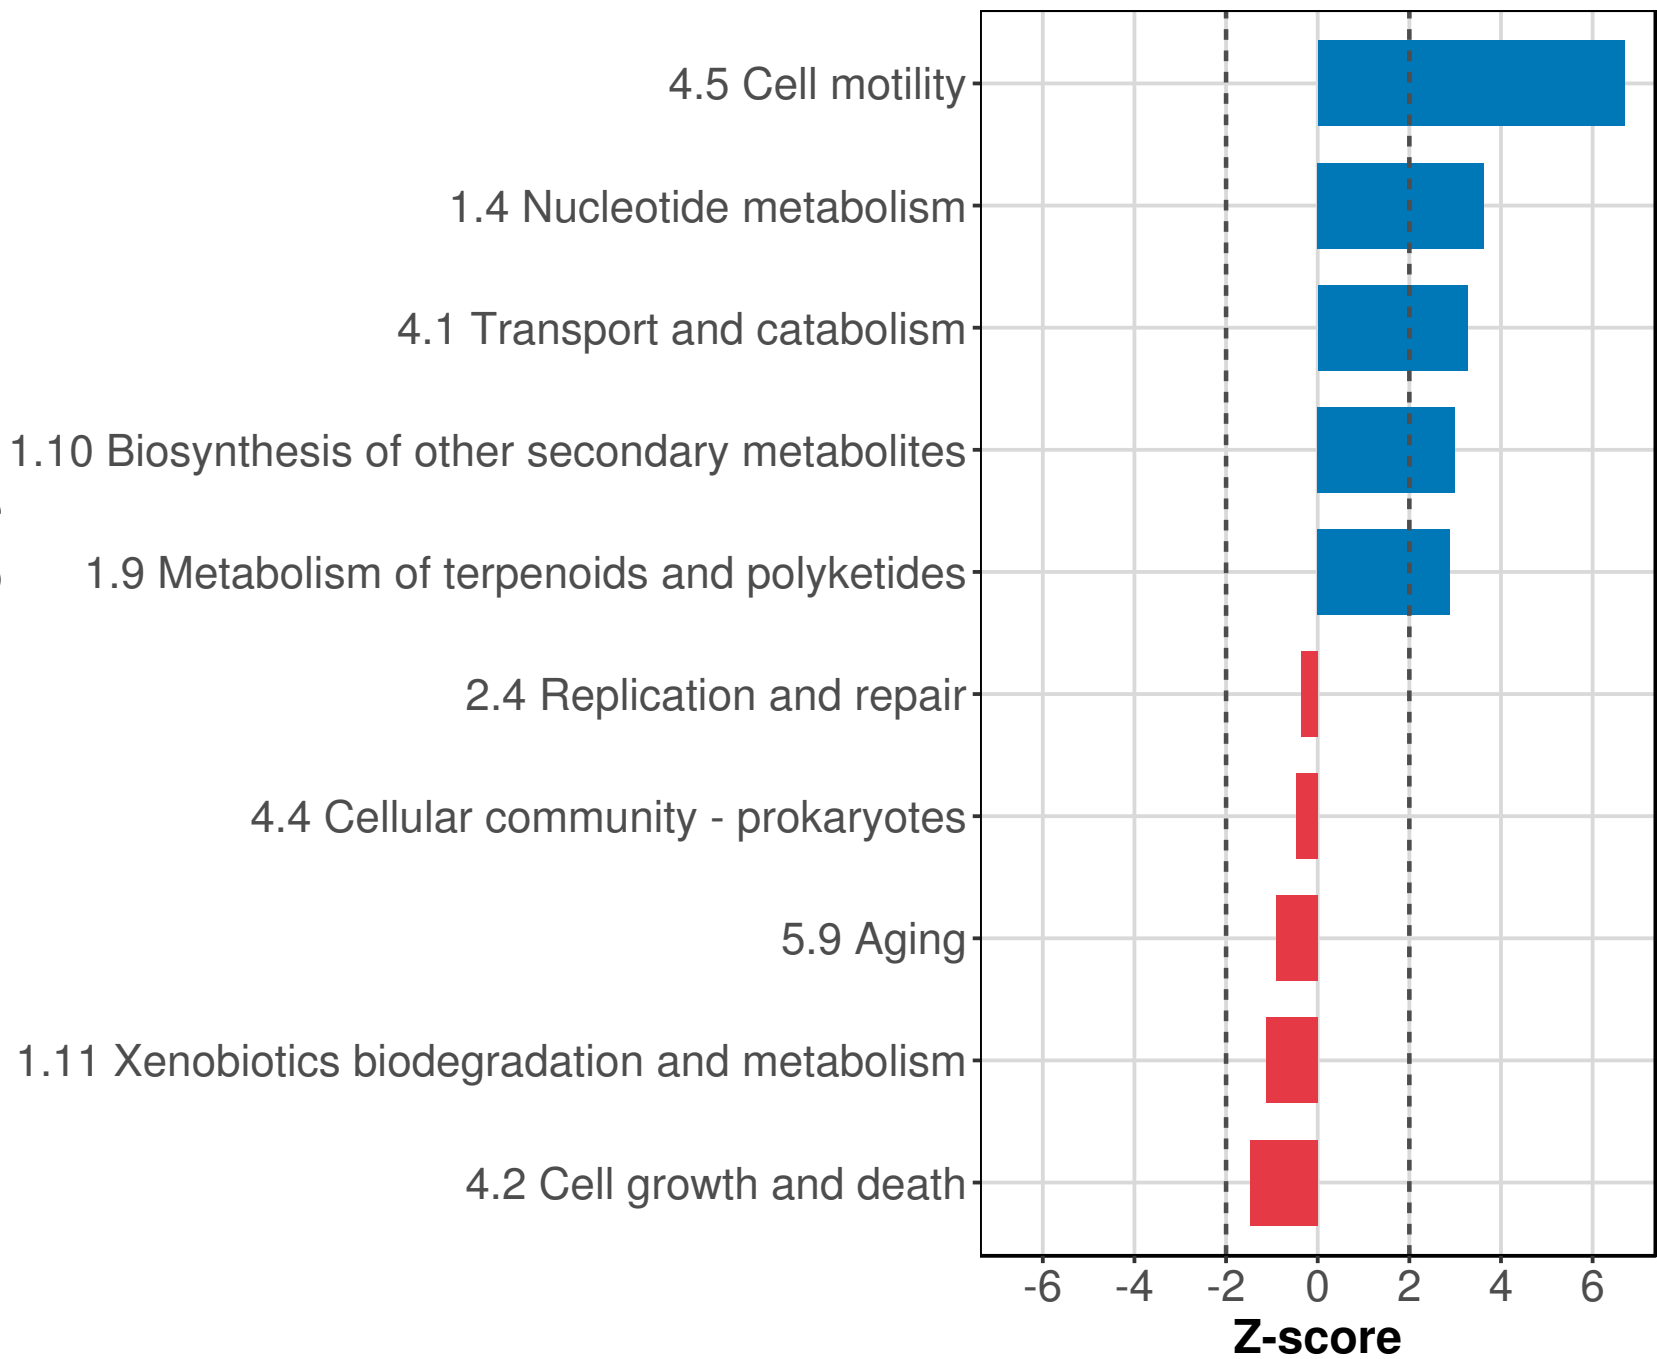 4.5 Cell motility
1.4 Nucleotide metabolism
4.1 Transport and catabolism
1.10 Biosynthesis of other secondary metabolites
1.9 Metabolism of terpenoids and polyketides
2.4 Replication and repair
4.4 Cellular community - prokaryotes
5.9 Aging
1.11 Xenobiotics biodegradation and metabolism
4.2 Cell growth and death
-6 -4 -2 0 2 4 6
Z-score